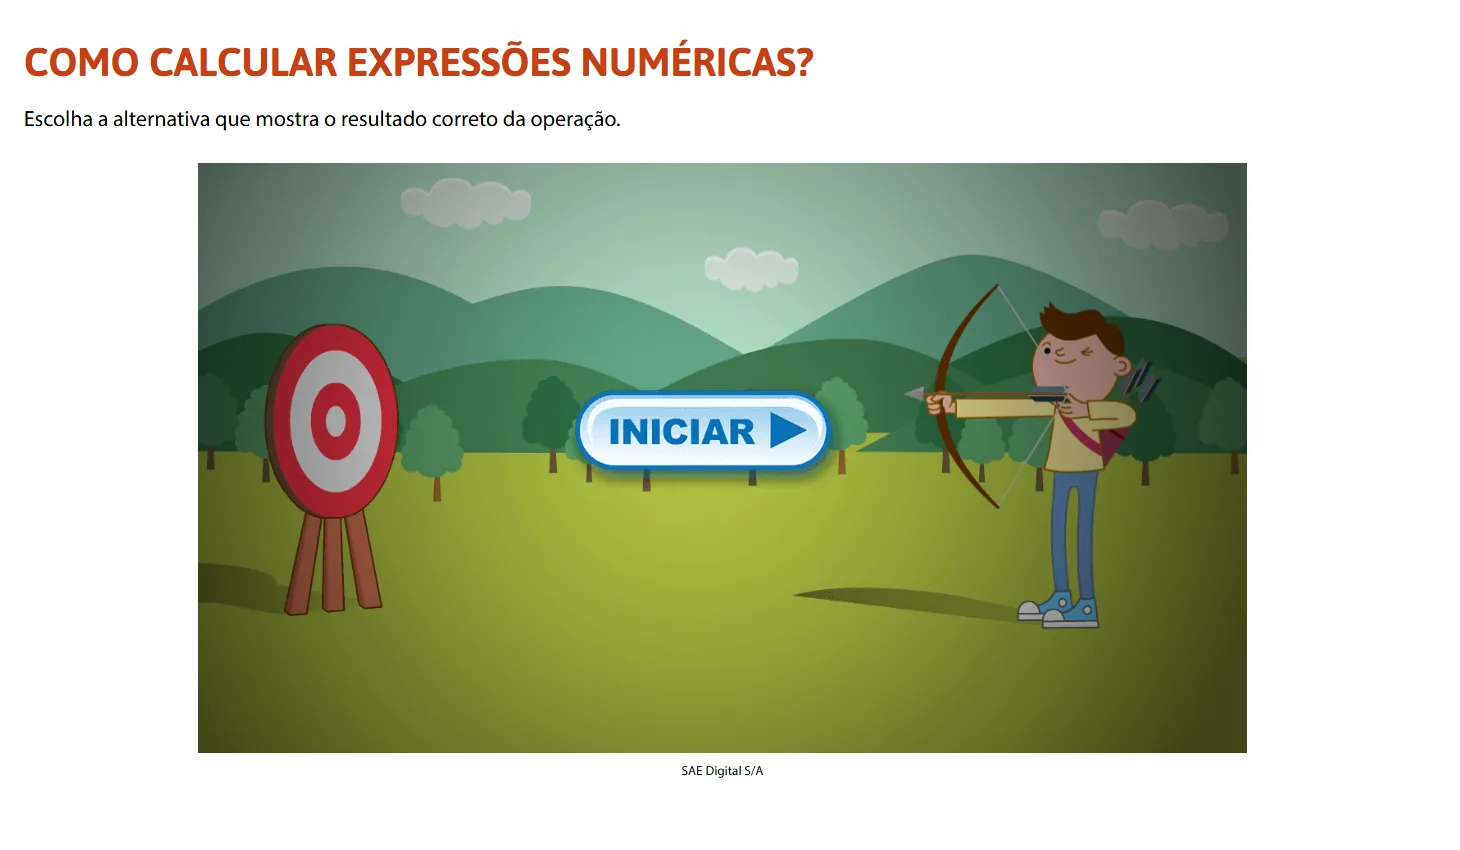 COMO CALCULAR EXPRESSÕES NUMÉRICAS?
Escolha a alternativa que mostra o resultado correto da operação.
INICIAR
SAE Digital S/A